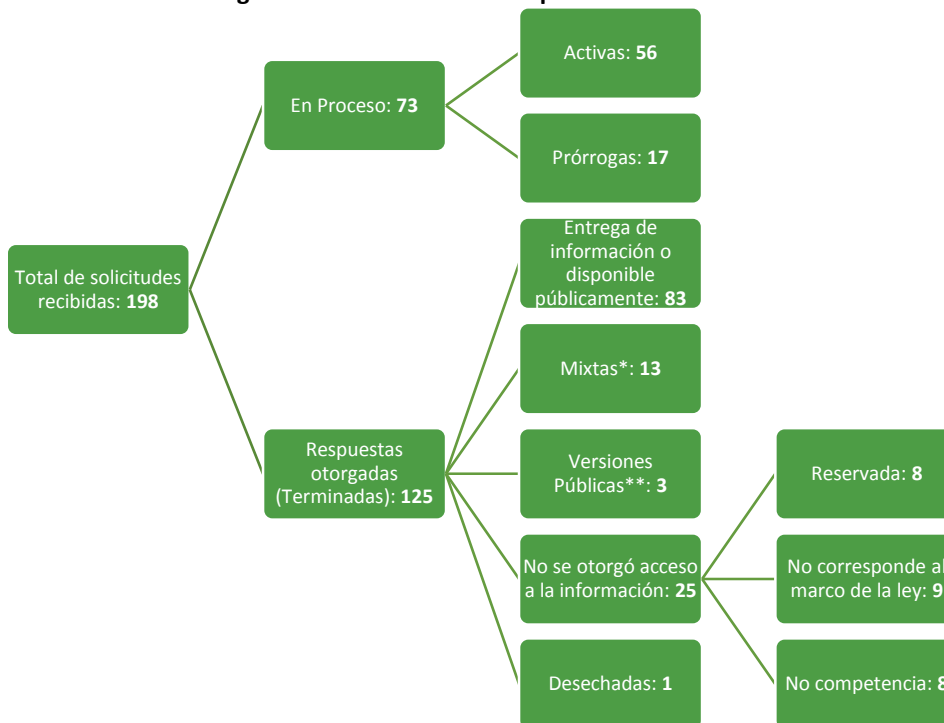 Activas: 56
En Proceso: 73
Prórrogas: 17
Entrega de
información o
disponible
públicamente: 83
Total de solicitudes
recibidas: 198
Mixtas*: 13
Respuestas
otorgadas
(Terminadas): 125
Versiones
Públicas**: 3
Reservada: 8
No se otorgó acceso
a la información: 25
No corresponde al
marco de la ley: 9
Desechadas: 1
No competencia: 8